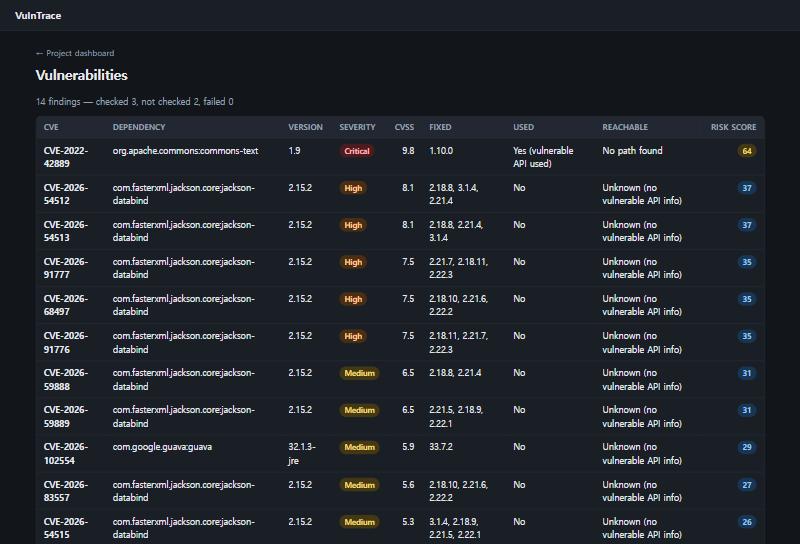 VulnTrace
← Project dashboard
Vulnerabilities
14 findings — checked 3, not checked 2, failed 0
CVE DEPENDENCY VERSION SEVERITY CVSS FIXED USED REACHABLE RISK SCORE
CVE-2022- org.apache.commons:commons-text 1.9 Critical 9.8 1.10.0 Yes (vulnerable No path found 64
42889 API used)
CVE-2026- com.fasterxml.jackson.core:jackson- 2.15.2 High 8.1 2.18.8, 3.1.4, No Unknown (no 37
54512 databind 2.21.4 vulnerable API info)
CVE-2026- com.fasterxml.jackson.core:jackson- 2.15.2 High 8.1 2.18.8, 2.21.4, No Unknown (no 37
54513 databind 3.1.4 vulnerable API info)
CVE-2026- com.fasterxml.jackson.core:jackson- 2.15.2 High 7.5 2.21.7, 2.18.11, No Unknown (no 35
91777 databind 2.22.3 vulnerable API info)
CVE-2026- com.fasterxml.jackson.core:jackson- 2.15.2 High 7.5 2.18.10, 2.21.6, No Unknown (no 35
68497 databind 2.22.2 vulnerable API info)
CVE-2026- com.fasterxml.jackson.core:jackson- 2.15.2 High 7.5 2.18.11, 2.21.7, No Unknown (no 35
91776 databind 2.22.3 vulnerable API info)
CVE-2026- com.fasterxml.jackson.core:jackson- 2.15.2 Medium 6.5 2.18.8, 2.21.4 No Unknown (no 31
59888 databind vulnerable API info)
CVE-2026- com.fasterxml.jackson.core:jackson- 2.15.2 Medium 6.5 2.21.5, 2.18.9, No Unknown (no 31
59889 databind 2.22.1 vulnerable API info)
CVE-2026- com.google.guava:guava 32.1.3- Medium 5.9 33.7.2 No Unknown (no 29
102554 jre vulnerable API info)
CVE-2026- com.fasterxml.jackson.core:jackson- 2.15.2 Medium 5.6 2.18.10, 2.21.6, No Unknown (no 27
83557 databind 2.22.2 vulnerable API info)
CVE-2026- com.fasterxml.jackson.core:jackson- 2.15.2 Medium 5.3 3.1.4, 2.18.9, No Unknown (no 26
54515 databind 2.21.5, 2.22.1 vulnerable API info)